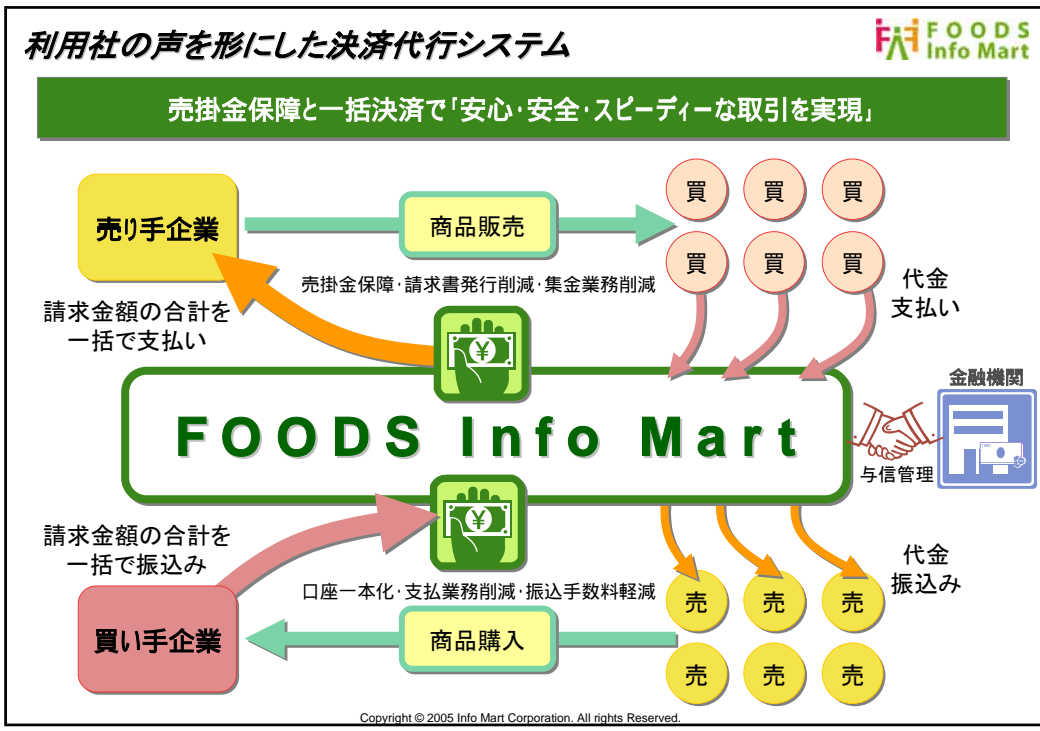 利用社の声を形にした決済代行システム
FOODS
Info Mart
売掛金保障と一括決済で「安心・安全・スピーディーな取引を実現」
売り手企業
商品販売
買 買 買
買 買 買
売掛金保障・請求書発行削減・集金業務削減
代金
支払い
請求金額の合計を
一括で支払い
¥
金融機関
FOODS Info Mart
与信管理
¥
請求金額の合計を
一括で振込み
代金
振込み
口座一本化・支払業務削減・振込手数料軽減
売 売 売
買い手企業
商品購入
売 売 売
Copyright © 2005 Info Mart Corporation. All rights Reserved.